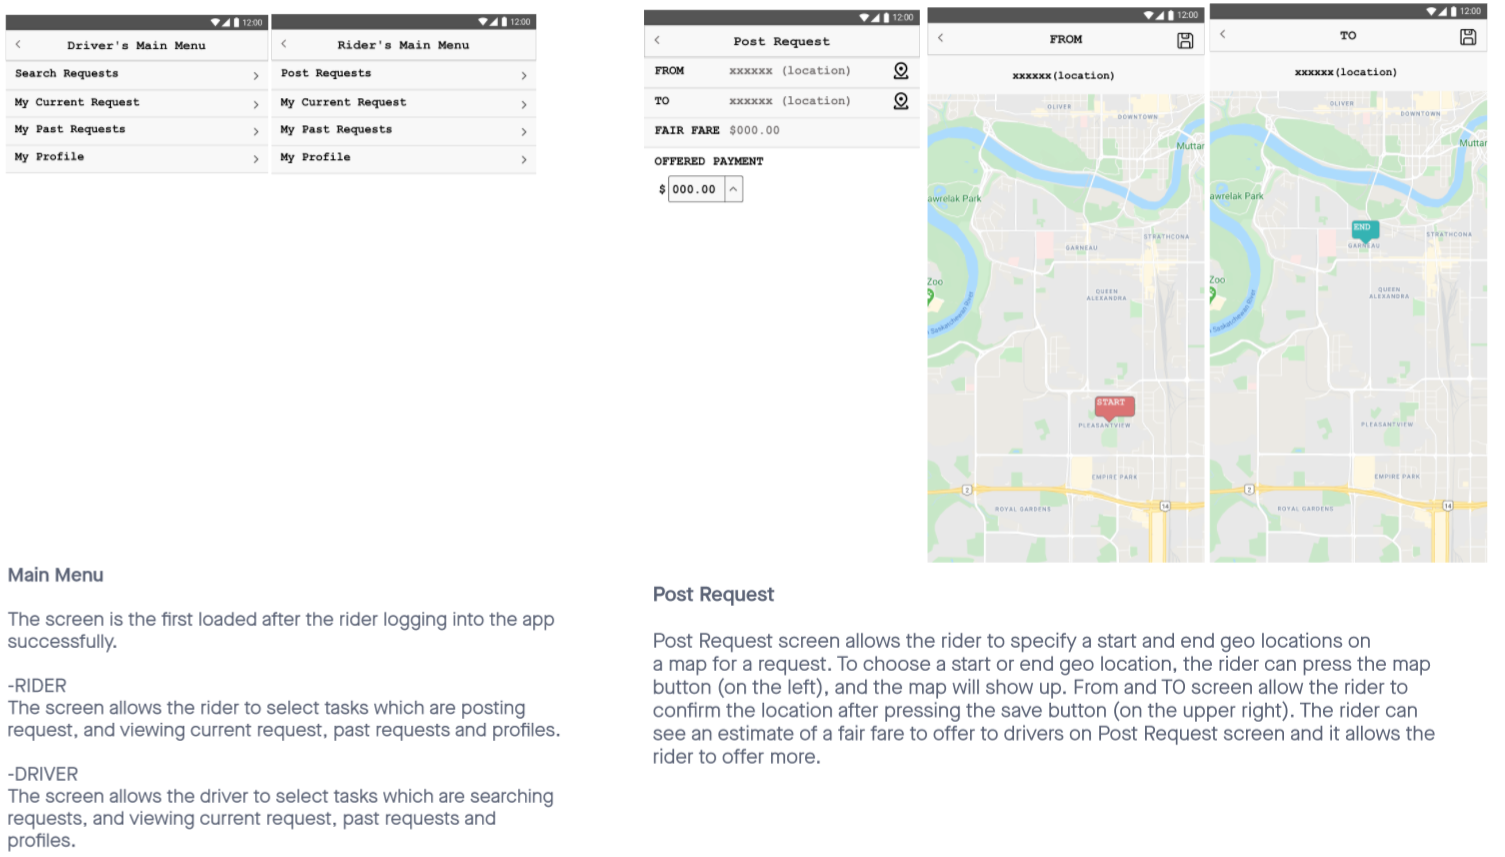 12:00
Driver's Main Menu
Search Requests
My Current Request
My Past Requests
My Profile
12:00
Rider's Main Menu
Post Requests
My Current Request
My Past Requests
My Profile
Main Menu
The screen is the first loaded after the rider logging into the app
successfully.
-RIDER
The screen allows the rider to select tasks which are posting
request, and viewing current request, past requests and profiles.
-DRIVER
The screen allows the driver to select tasks which are searching
requests, and viewing current request, past requests and
profiles.
12:00
Post Request
FROM xxxxxx (location)
TO xxxxxx (location)
FAIR FARE $000.00
OFFERED PAYMENT
$ 000.00
12:00
FROM
xxxxxx(location)
OLIVER
DOWNTOWN
Muttar
awrelak Park
STRATHCONA
GARNEAU
Zoo
QUEEN
ALEXANDRA
Saskatchewan River
START
PLEASANTVIEW
EMPIRE PARK
2
14
ROYAL GARDENS
12:00
TO
xxxxxx(location)
OLIVER
DOWNTOWN
Mutta
awrelak Park
END
STRATHCONA
GARNEAU
Zoo
QUEEN
ALEXANDRA
Saskatchewan River
PLEASANTVIEW
EMPIRE PARK
2
14
ROYAL GARDENS
Post Request
Post Request screen allows the rider to specify a start and end geo locations on
a map for a request. To choose a start or end geo location, the rider can press the map
button (on the left), and the map will show up. From and TO screen allow the rider to
confirm the location after pressing the save button (on the upper right). The rider can
see an estimate of a fair fare to offer to drivers on Post Request screen and it allows the
rider to offer more.